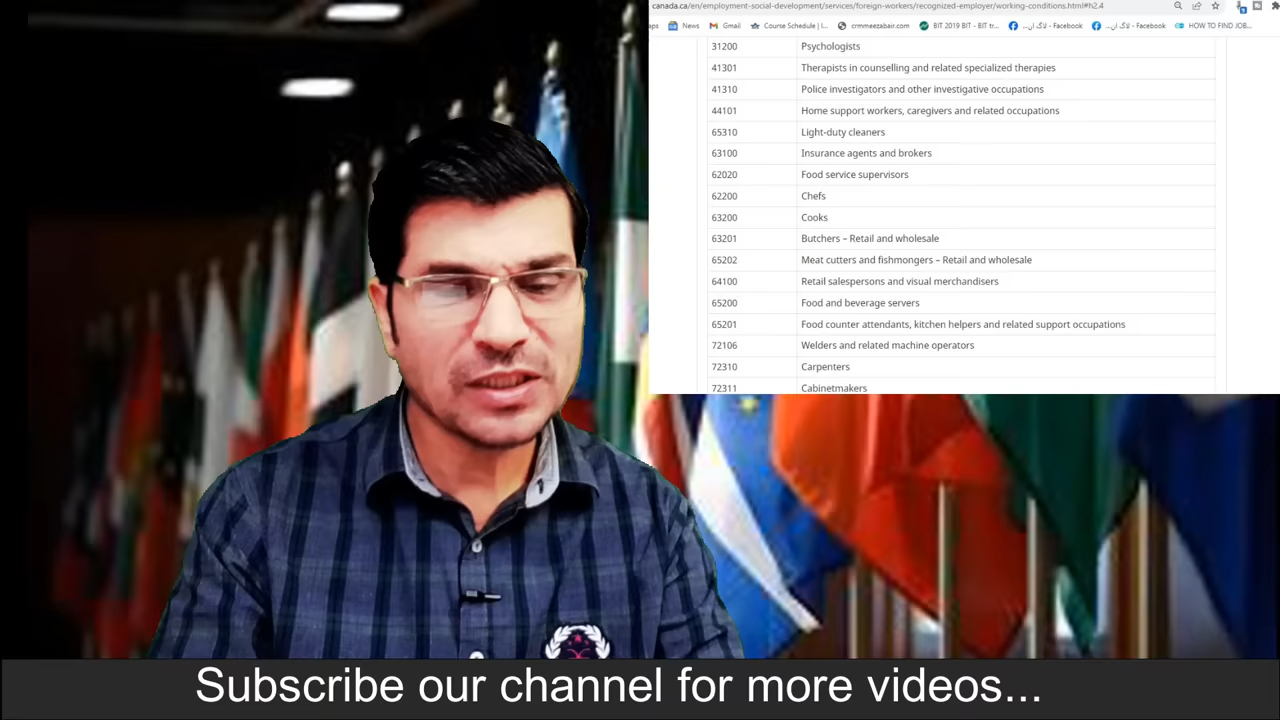 canada.ca/en/employment-social-development/services/foreign-workers/recognized-employer/working-conditions.html#h2.4
aps News Gmail Course Schedule | I... crmmeezabair.com BIT 2019 BIT - BIT tr... لاگ ان... - Facebook لاگ ان... - Facebook HOW TO FIND JOB...
31200 Psychologists
41301 Therapists in counselling and related specialized therapies
41310 Police investigators and other investigative occupations
44101 Home support workers, caregivers and related occupations
65310 Light-duty cleaners
63100 Insurance agents and brokers
62020 Food service supervisors
62200 Chefs
63200 Cooks
63201 Butchers – Retail and wholesale
65202 Meat cutters and fishmongers – Retail and wholesale
64100 Retail salespersons and visual merchandisers
65200 Food and beverage servers
65201 Food counter attendants, kitchen helpers and related support occupations
72106 Welders and related machine operators
72310 Carpenters
72311 Cabinetmakers
Subscribe our channel for more videos...